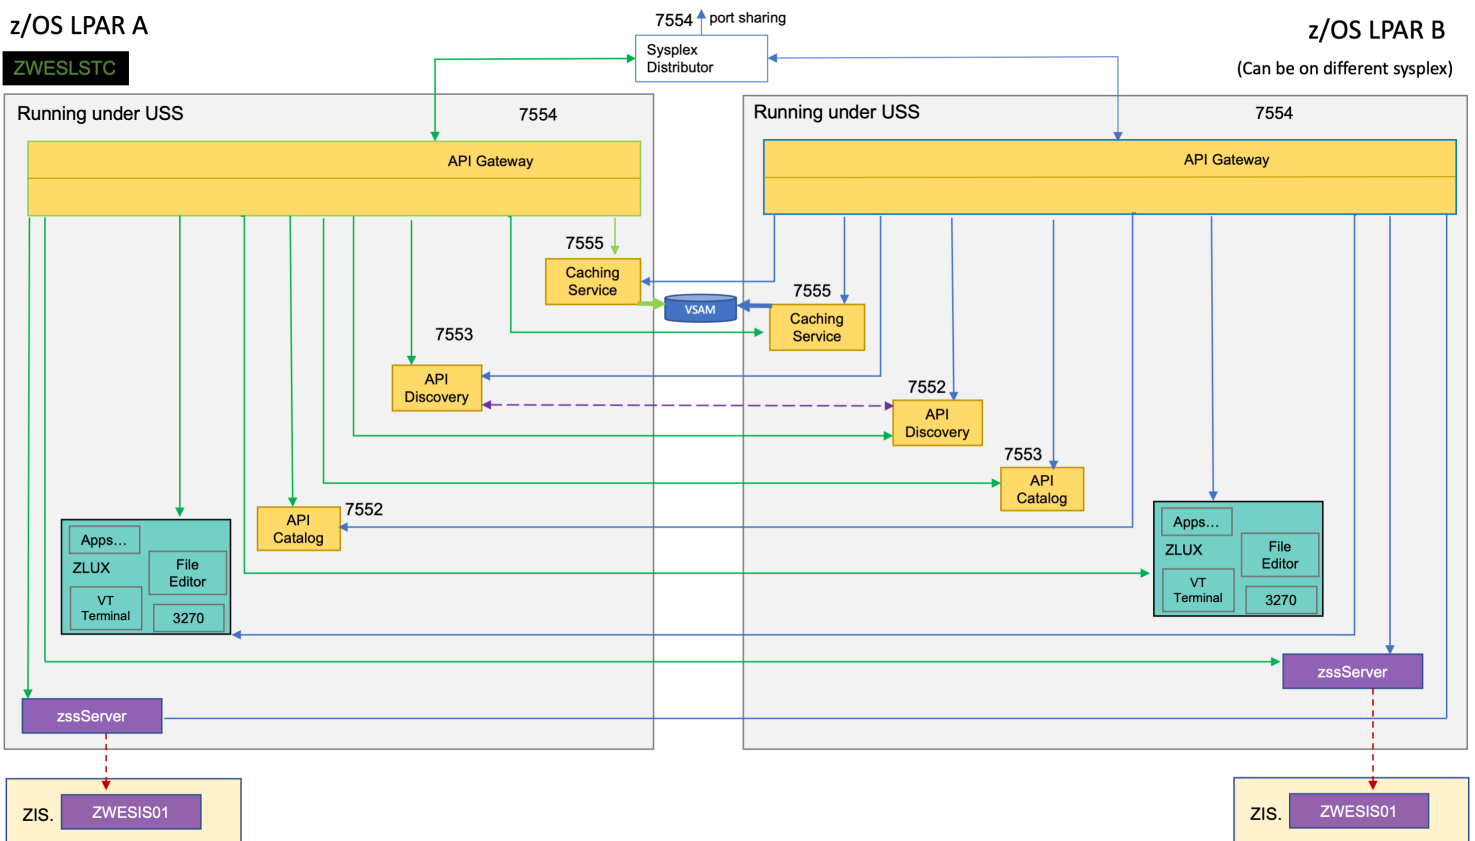 z/OS LPAR A
ZWESLSTC
7554
port sharing
Sysplex
Distributor
z/OS LPAR B
(Can be on different sysplex)
Running under USS
7554
API Gateway
7555
Caching
Service
VSAM
7553
API
Discovery
API
Catalog
7552
Apps...
ZLUX
File
Editor
VT
Terminal
3270
zssServer
ZIS.
ZWESIS01
Running under USS
7554
API Gateway
7555
Caching
Service
7552
API
Discovery
7553
API
Catalog
Apps...
ZLUX
File
Editor
VT
Terminal
3270
zssServer
ZIS.
ZWESIS01